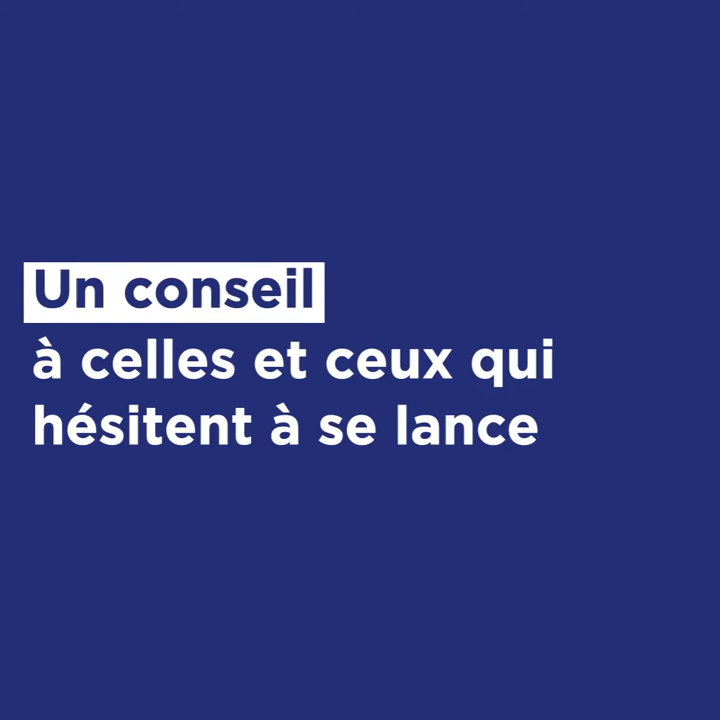 Un conseil
à celles et ceux qui
hésitent à se lance